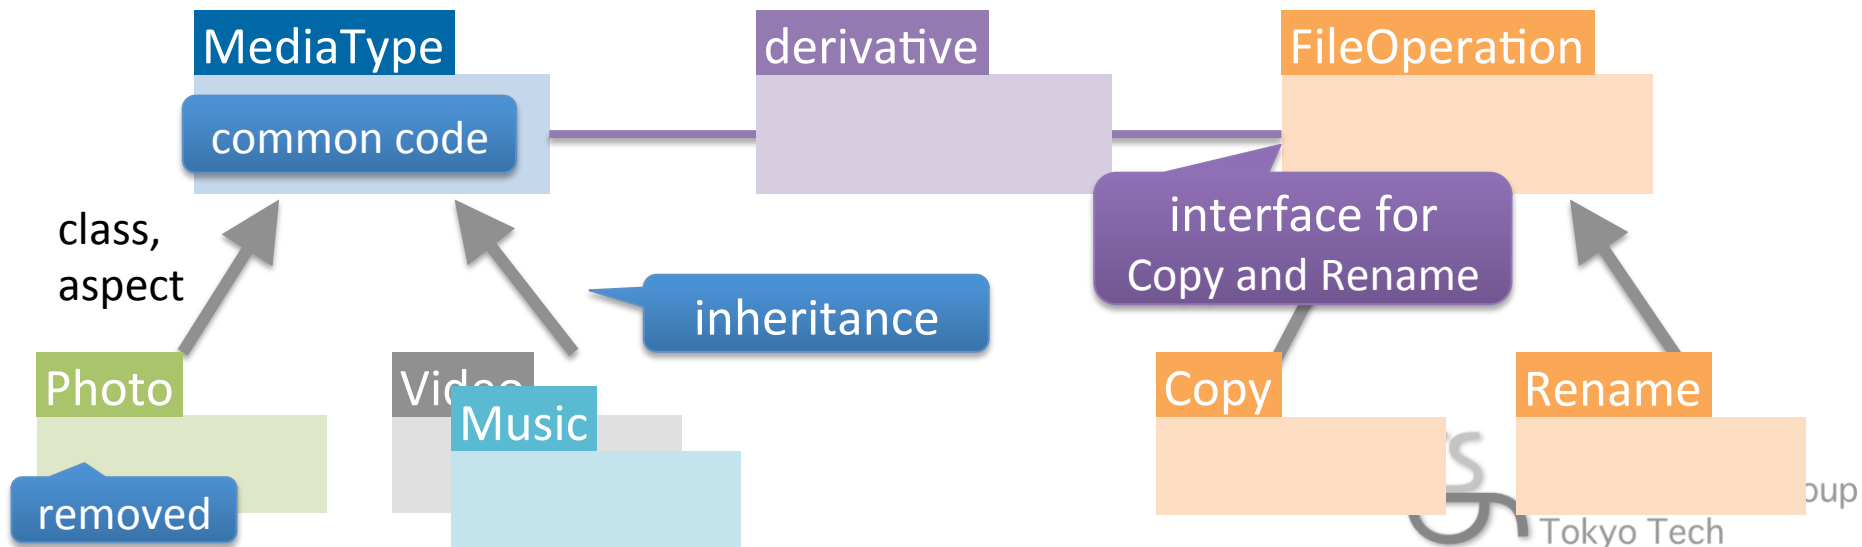 MediaType
derivative
FileOperation
common code
interface for
Copy and Rename
class,
aspect
inheritance
Photo
Video
Music
Copy
Rename
removed
Tokyo Tech